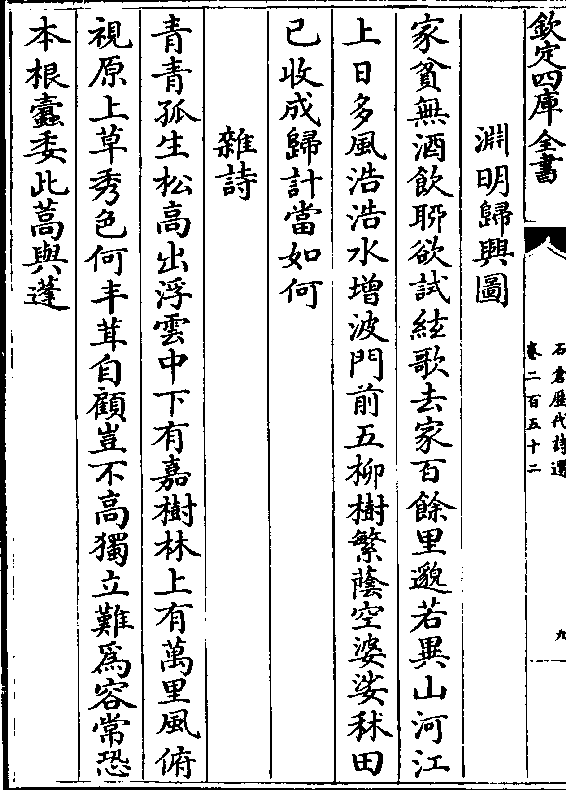 欽定四庫全書
石倉歷代詩選
卷二百五十二
九
淵明歸興圖
家貧無酒飲聊欲試絃歌去家百餘里邈若異山河江
上日多風浩浩水增波門前五柳樹繁蔭空婆娑秫田
已收成歸計當如何
雜詩
青青孤生松高出浮雲中下有嘉樹林上有萬里風俯
視原上草秀色何丰茸自顧豈不高獨立難爲容常恐
本根蠧委此蒿與蓬